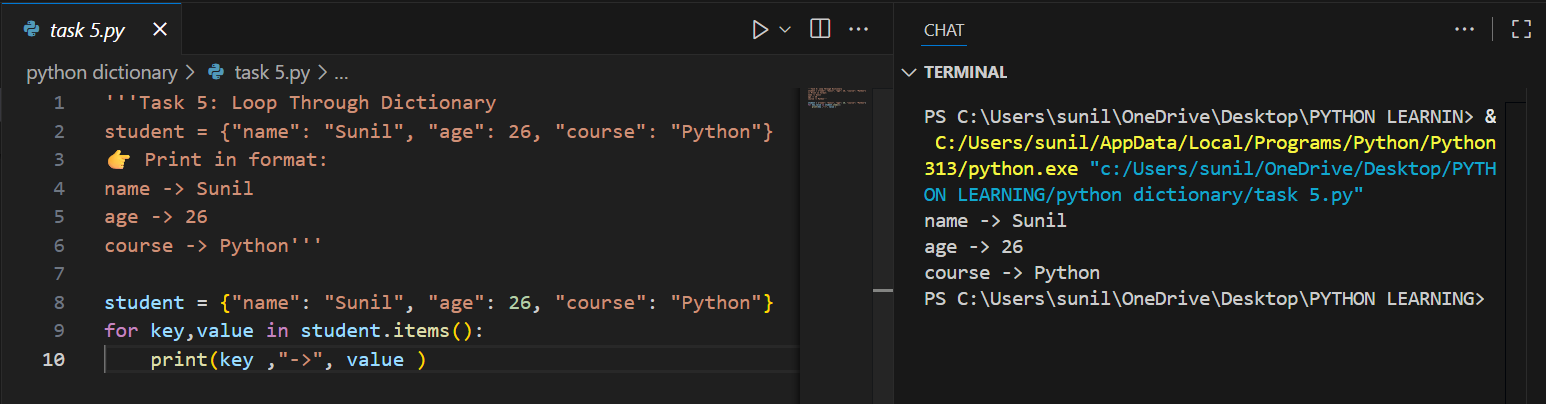 task 5.py
python dictionary > task 5.py > ...
1 '''Task 5: Loop Through Dictionary
2 student = {"name": "Sunil", "age": 26, "course": "Python"}
3 👉 Print in format:
4 name -> Sunil
5 age -> 26
6 course -> Python'''
7
8 student = {"name": "Sunil", "age": 26, "course": "Python"}
9 for key,value in student.items():
10     print(key ,"->", value )
CHAT
TERMINAL
PS C:\Users\sunil\OneDrive\Desktop\PYTHON LEARNIN> &
 C:/Users/sunil/AppData/Local/Programs/Python/Python
313/python.exe "c:/Users/sunil/OneDrive/Desktop/PYTH
ON LEARNING/python dictionary/task 5.py"
name -> Sunil
age -> 26
course -> Python
PS C:\Users\sunil\OneDrive\Desktop\PYTHON LEARNING>